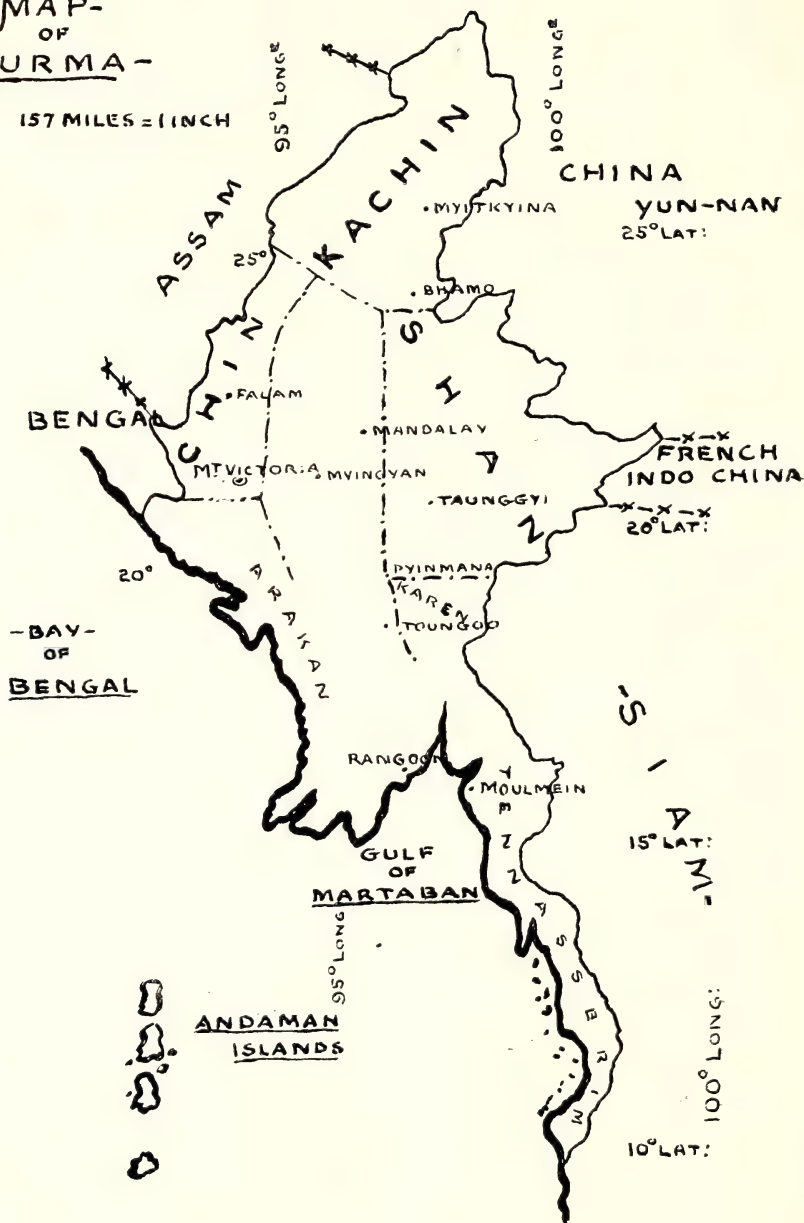 MAP-
OF
URMA-
157 MILES = 1 INCH
95° LONGE
100° LONGE
CHINA
YUN-NAN
25° LAT:
ASSAM
KACHIN
MYITKYINA
25°
BHAMO
SHAN
CHIN
FALAM
BENGAL
MANDALAY
FRENCH
INDO CHINA
MT VICTORIA
MYINGYAN
TAUNGGYI
20° LAT:
20°
PYINMANA
KAREN
TOUNGOO
ARAKAN
-BAY-
OF
BENGAL
-SIAM-
RANGOON
MOULMEIN
TENNASSERIM
15° LAT:
GULF
OF
MARTABAN
95° LONG
ANDAMAN
ISLANDS
100° LONG:
10° LAT: